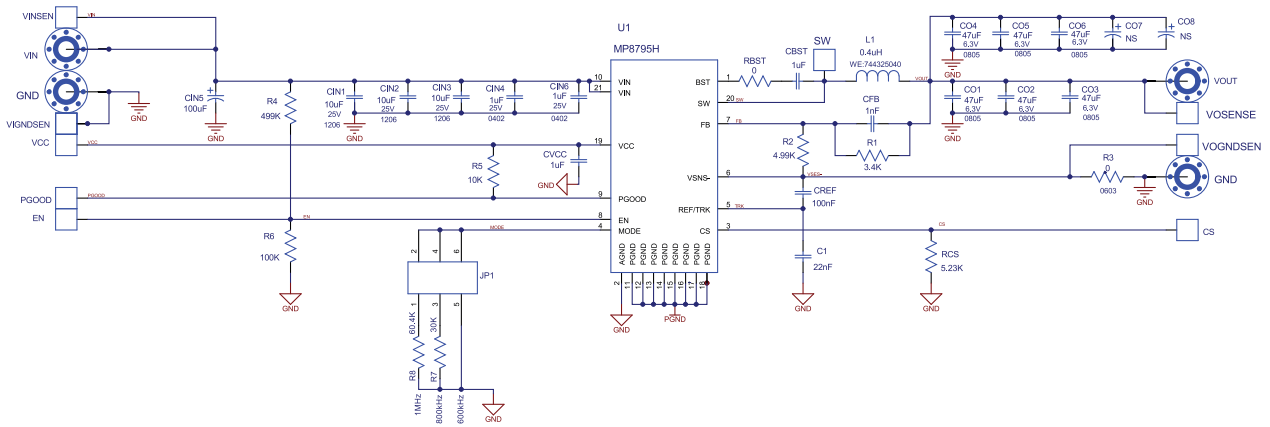 VINSEN
VIN
VIN
GND
VIGNDSEN
VCC
VCC
PGOOD
PGOOD
EN
EN
GND
CIN5
100uF
GND
R4
499K
R6
100K
GND
CIN1
10uF
25V
1206
GND
CIN2
10uF
25V
1206
CIN3
10uF
25V
1206
CIN4
1uF
25V
0402
CIN6
1uF
25V
0402
R5
10K
CVCC
1uF
GND
MODE
2
4
6
JP1
1
3
5
60.4K
30K
R8
R7
1MHz
800kHz
600kHz
GND
U1
MP8795H
10
21
19
9
8
4
VIN
VIN
VCC
PGOOD
EN
MODE
BST
SW
FB
VSNS-
REF/TRK
CS
1
20
7
6
5
3
AGND
PGND
PGND
PGND
PGND
PGND
PGND
PGND
PGND
2
11
12
13
14
15
16
17
18
GND
PGND
RBST
0
CBST
1uF
SW
SW
L1
0.4uH
WE:744325040
VOUT
CFB
1nF
FB
R2
4.99K
R1
3.4K
VSES-
CREF
100nF
TRK
C1
22nF
GND
CS
RCS
5.23K
GND
CO4
47uF
6.3V
0805
GND
CO5
47uF
6.3V
0805
CO6
47uF
6.3V
0805
CO7
NS
CO8
NS
CO1
47uF
6.3V
0805
GND
CO2
47uF
6.3V
0805
CO3
47uF
6.3V
0805
VOUT
VOSENSE
VOGNDSEN
R3
0
0603
GND
GND
CS